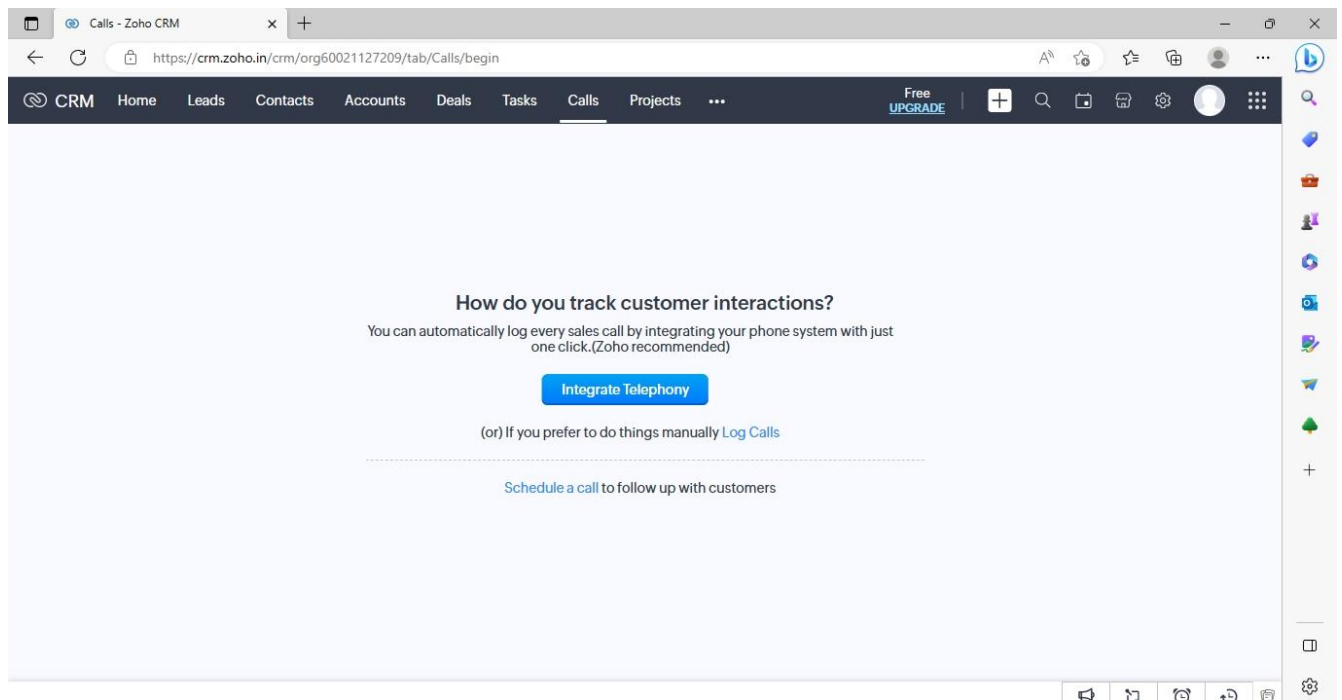 Calls - Zoho CRM
https://crm.zoho.in/crm/org60021127209/tab/Calls/begin
CRM Home Leads Contacts Accounts Deals Tasks Calls Projects ••• Free
UPGRADE
How do you track customer interactions?
You can automatically log every sales call by integrating your phone system with just
one click.(Zoho recommended)
Integrate Telephony
(or) If you prefer to do things manually Log Calls
Schedule a call to follow up with customers